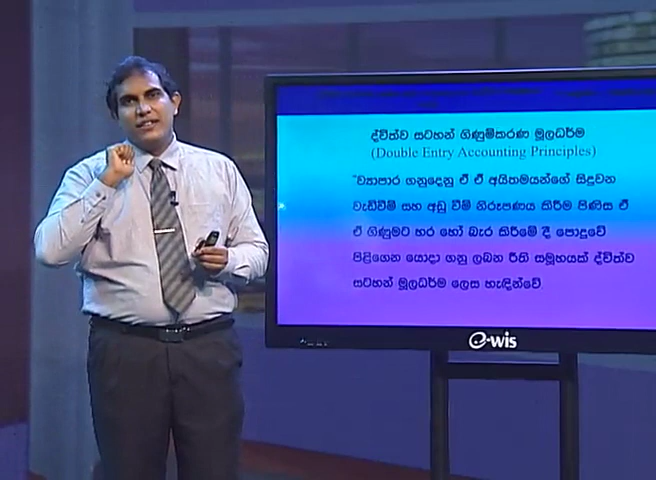 ද්විත්ව සටහන් ගිණුම්කරණ මූලධර්ම
(Double Entry Accounting Principles)
"ව්‍යාපාර ගනුදෙනු ඒ ඒ අයිතමයන්ගේ සිදුවන
වැඩිවීම් සහ අඩු වීම් නිරූපණය කිරීම පිණිස ඒ
ඒ ගිණුමට හර හෝ බැර කිරීමේ දී පොදුවේ
පිළිගෙන යොදා ගනු ලබන රීති සමූහයක් ද්විත්ව
සටහන් මූලධර්ම ලෙස හැඳින්වේ.
e-wis